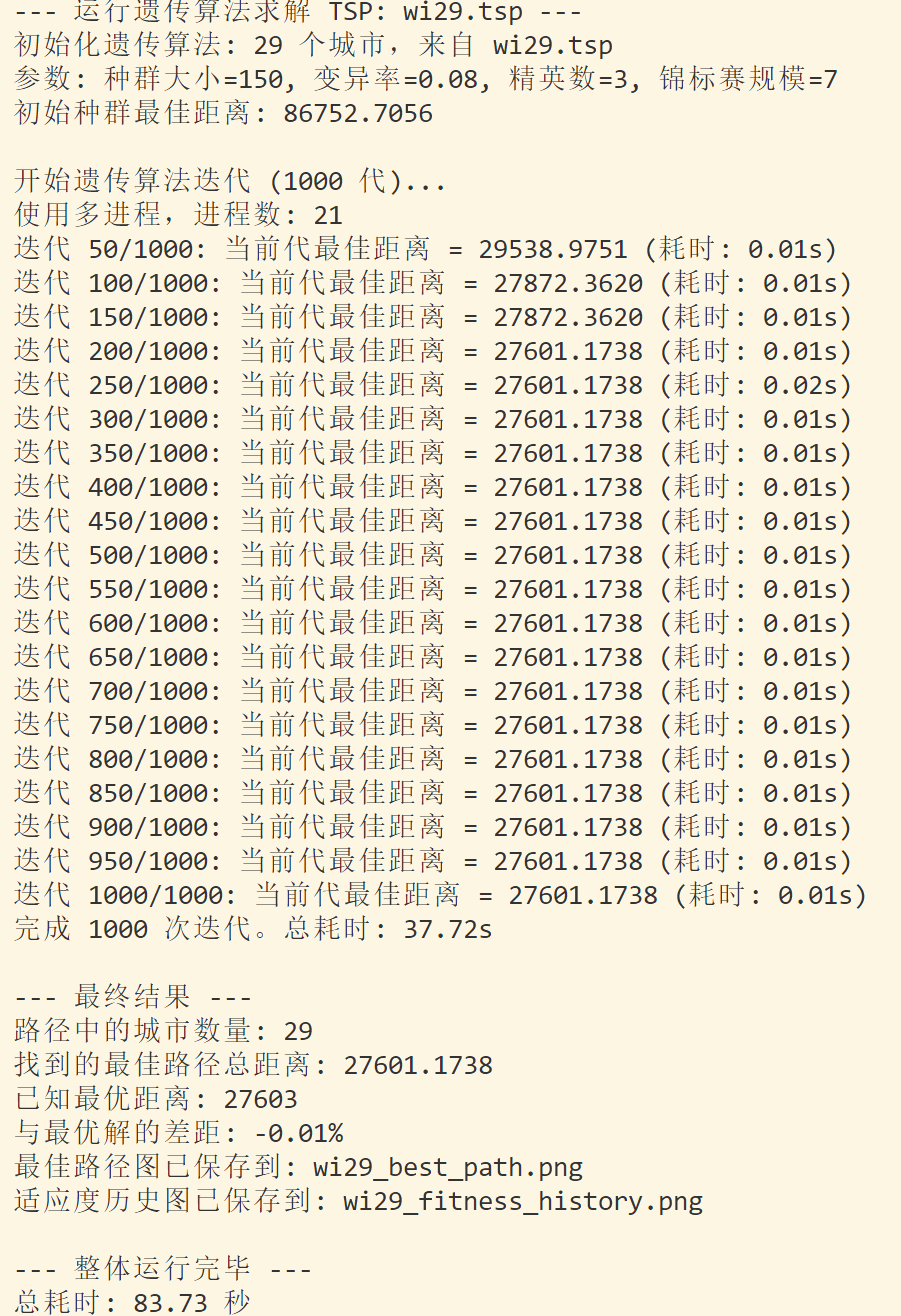 --- 运行遗传算法求解 TSP: wi29.tsp ---
初始化遗传算法: 29 个城市，来自 wi29.tsp
参数: 种群大小=150, 变异率=0.08, 精英数=3, 锦标赛规模=7
初始种群最佳距离: 86752.7056
开始遗传算法迭代 (1000 代)...
使用多进程，进程数: 21
迭代 50/1000: 当前代最佳距离 = 29538.9751 (耗时: 0.01s)
迭代 100/1000: 当前代最佳距离 = 27872.3620 (耗时: 0.01s)
迭代 150/1000: 当前代最佳距离 = 27872.3620 (耗时: 0.01s)
迭代 200/1000: 当前代最佳距离 = 27601.1738 (耗时: 0.01s)
迭代 250/1000: 当前代最佳距离 = 27601.1738 (耗时: 0.02s)
迭代 300/1000: 当前代最佳距离 = 27601.1738 (耗时: 0.01s)
迭代 350/1000: 当前代最佳距离 = 27601.1738 (耗时: 0.01s)
迭代 400/1000: 当前代最佳距离 = 27601.1738 (耗时: 0.01s)
迭代 450/1000: 当前代最佳距离 = 27601.1738 (耗时: 0.01s)
迭代 500/1000: 当前代最佳距离 = 27601.1738 (耗时: 0.01s)
迭代 550/1000: 当前代最佳距离 = 27601.1738 (耗时: 0.01s)
迭代 600/1000: 当前代最佳距离 = 27601.1738 (耗时: 0.01s)
迭代 650/1000: 当前代最佳距离 = 27601.1738 (耗时: 0.01s)
迭代 700/1000: 当前代最佳距离 = 27601.1738 (耗时: 0.01s)
迭代 750/1000: 当前代最佳距离 = 27601.1738 (耗时: 0.01s)
迭代 800/1000: 当前代最佳距离 = 27601.1738 (耗时: 0.01s)
迭代 850/1000: 当前代最佳距离 = 27601.1738 (耗时: 0.01s)
迭代 900/1000: 当前代最佳距离 = 27601.1738 (耗时: 0.01s)
迭代 950/1000: 当前代最佳距离 = 27601.1738 (耗时: 0.01s)
迭代 1000/1000: 当前代最佳距离 = 27601.1738 (耗时: 0.01s)
完成 1000 次迭代。总耗时: 37.72s
--- 最终结果 ---
路径中的城市数量: 29
找到的最佳路径总距离: 27601.1738
已知最优距离: 27603
与最优解的差距: -0.01%
最佳路径图已保存到: wi29_best_path.png
适应度历史图已保存到: wi29_fitness_history.png
--- 整体运行完毕 ---
总耗时: 83.73 秒